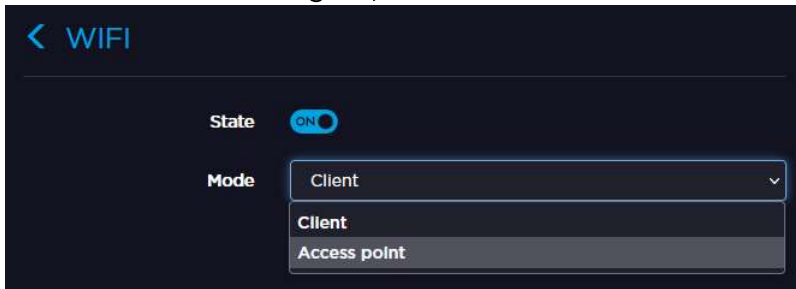 WIFI
State ON
Mode Client
Client
Access point